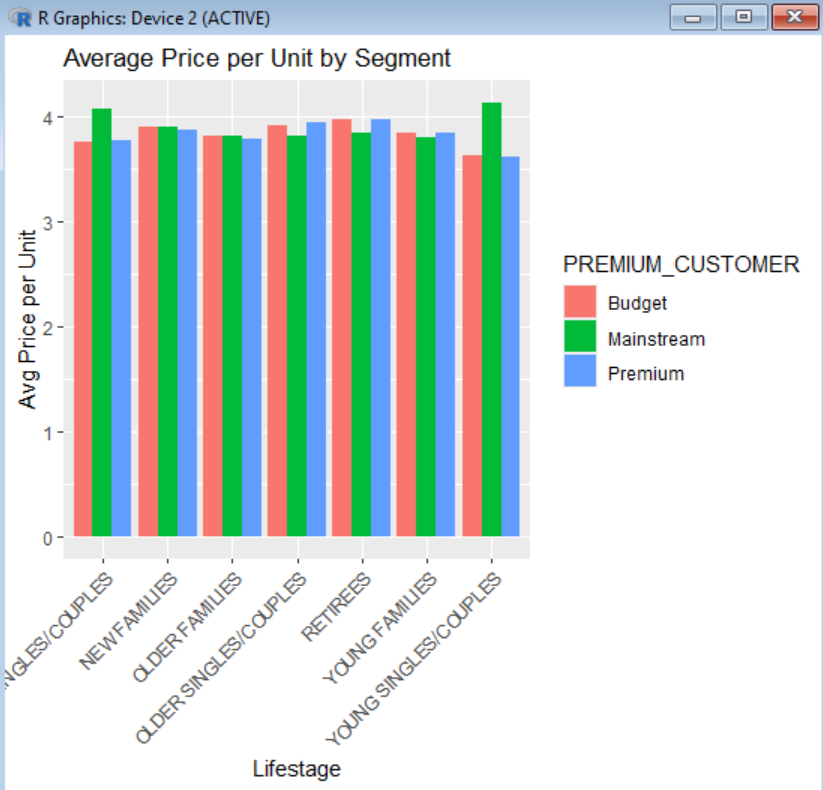 R Graphics: Device 2 (ACTIVE)
Average Price per Unit by Segment
Avg Price per Unit
4
3
2
1
0
NGLES/COUPLES
NEW FAMILIES
OLDER FAMILIES
OLDER SINGLES/COUPLES
RETIREES
YOUNG FAMILIES
YOUNG SINGLES/COUPLES
Lifestage
PREMIUM_CUSTOMER
Budget
Mainstream
Premium